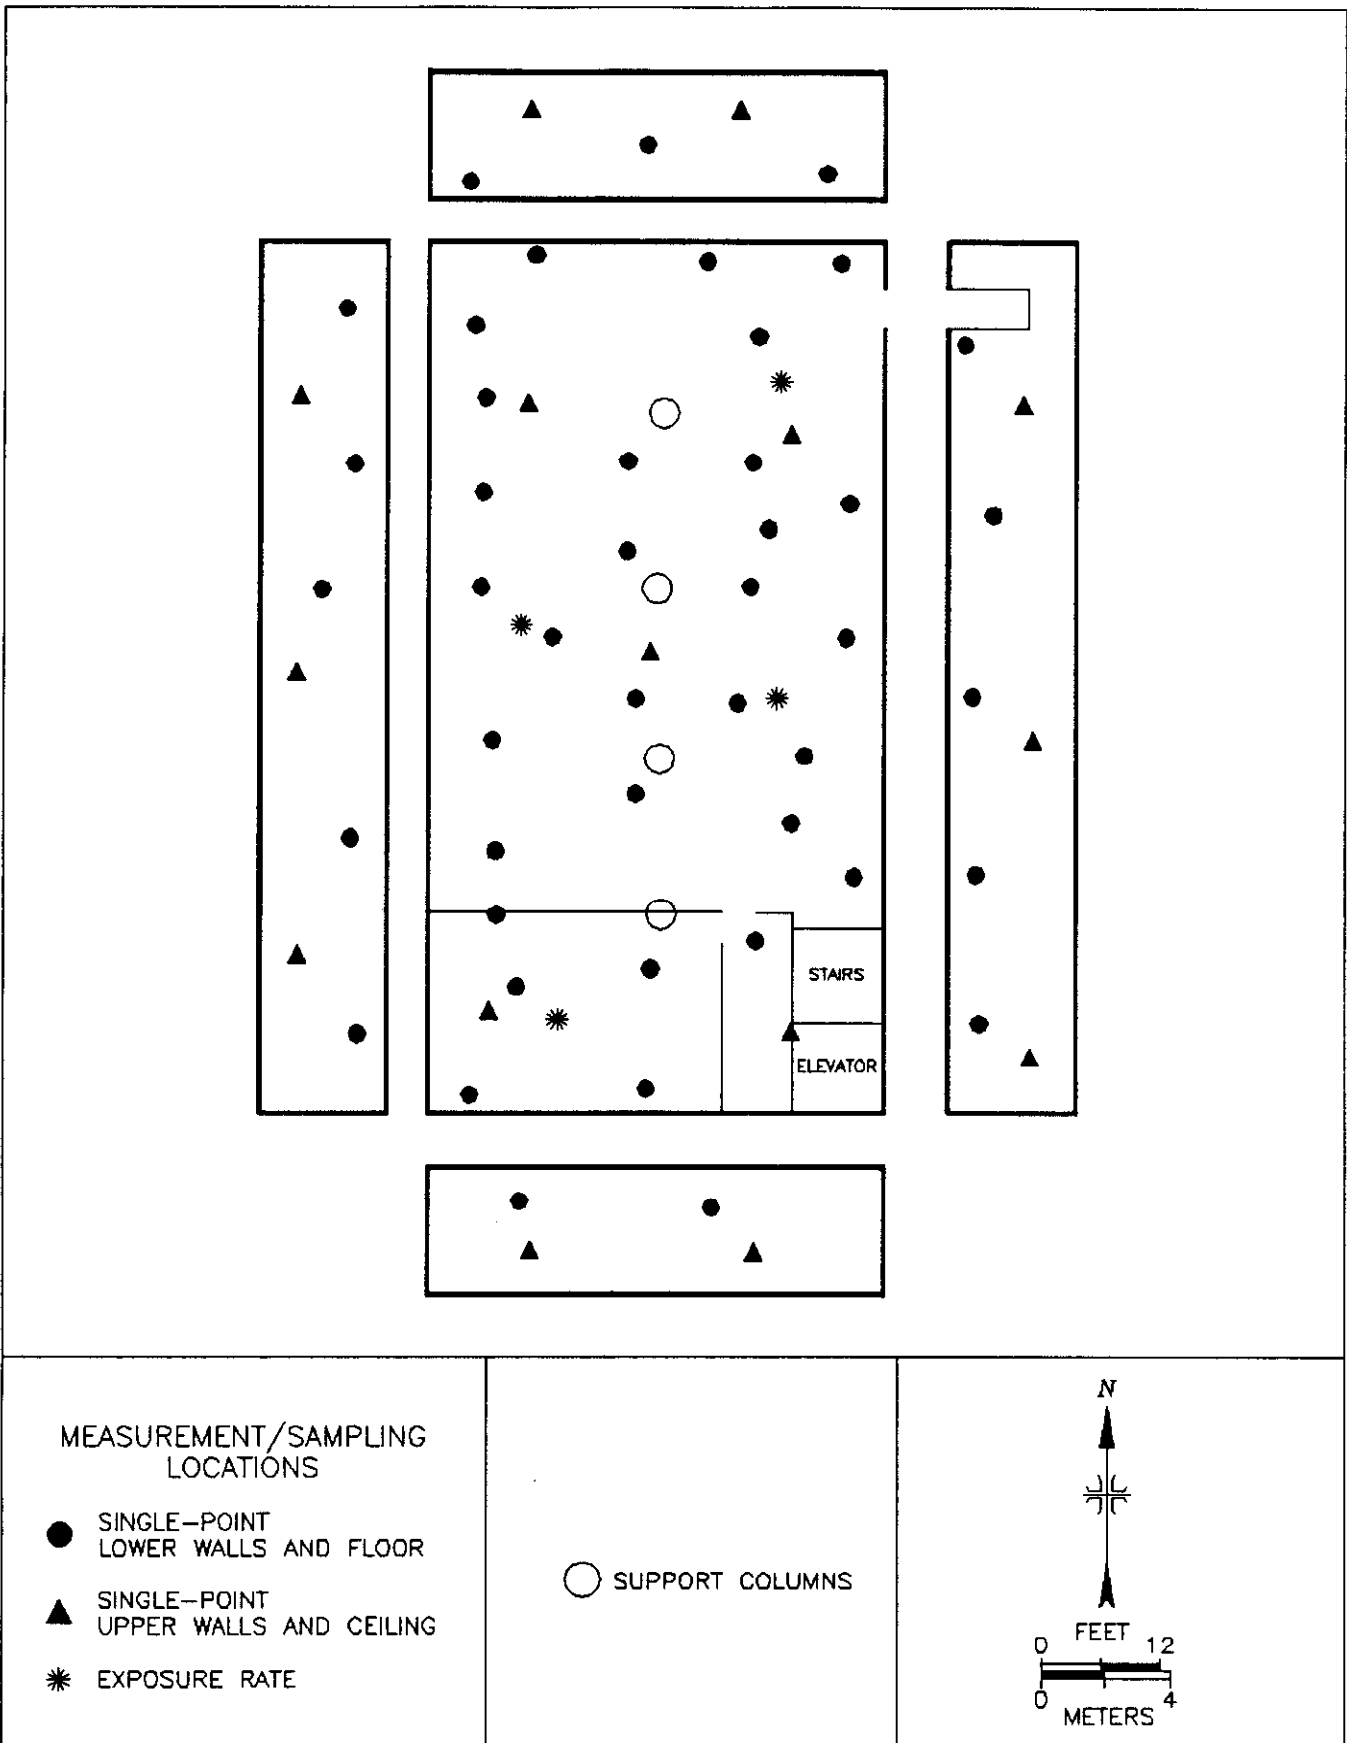 STAIRS
ELEVATOR
MEASUREMENT/SAMPLING
LOCATIONS
SINGLE-POINT
LOWER WALLS AND FLOOR
SINGLE-POINT
UPPER WALLS AND CEILING
EXPOSURE RATE
SUPPORT COLUMNS
N
FEET
0 12
0 4
METERS